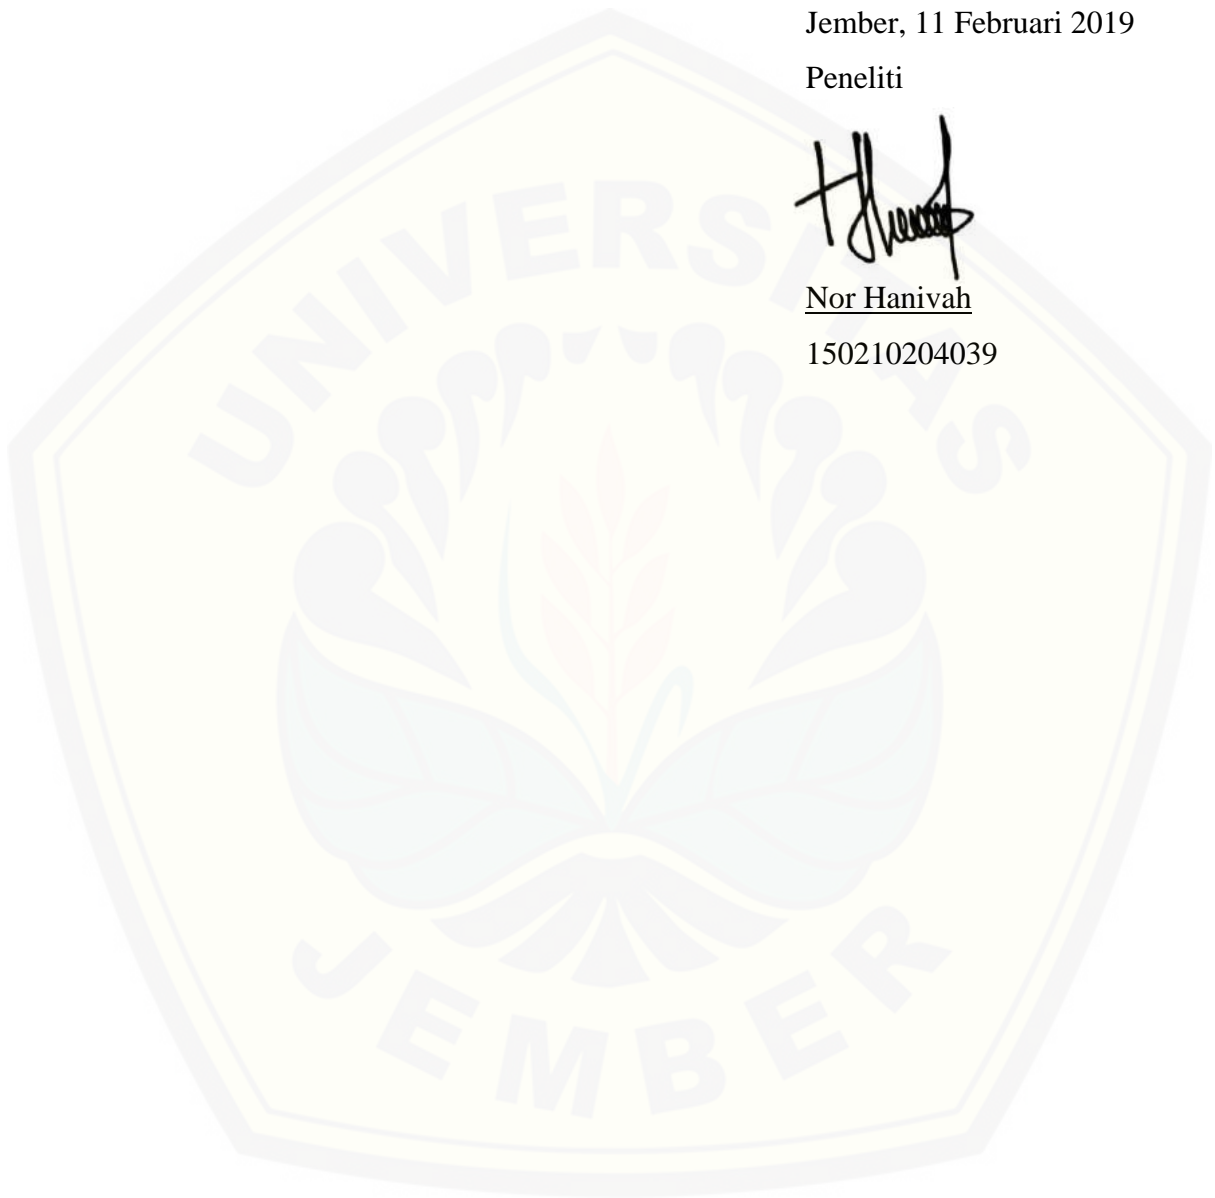 Jember, 11 Februari 2019
Peneliti
Nor Hanivah
150210204039
UNIVERSITAS
JEMBER